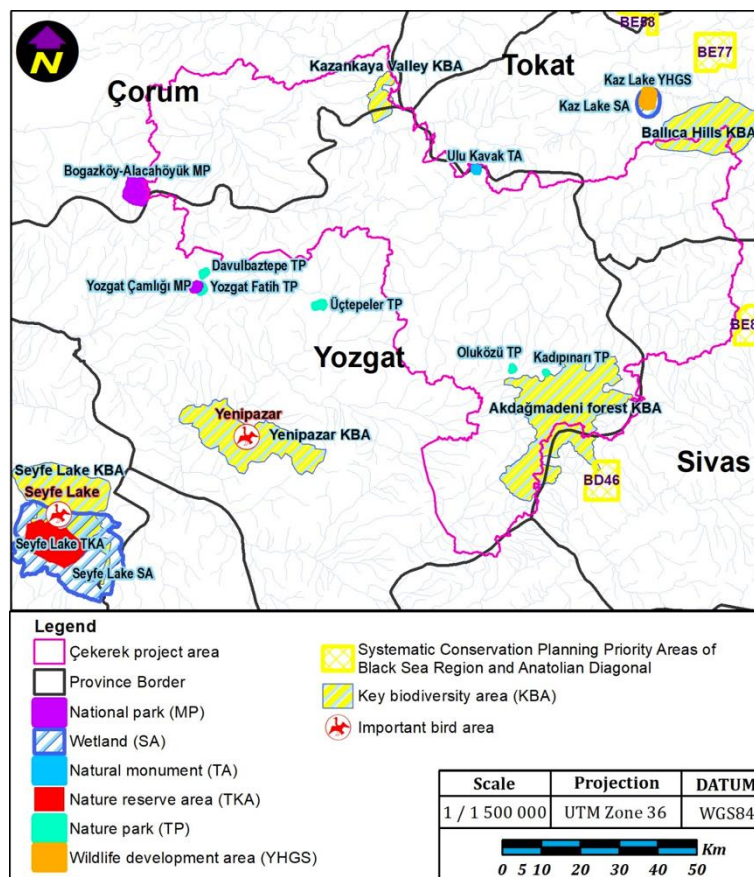 BE88
Tokat
BE77
Kazankaya Valley KBA
Kaz Lake YHGS
Çorum
Kaz Lake SA
Ballıca Hills KBA
Ulu Kavak TA
Bogazköy-Alacahöyük MP
N
Davulbaztepe TP
Yozgat Çamlığı MP
Yozgat Fatih TP
Üçtepeler TP
BE8
Yozgat
Oluközü TP
Kadıpınarı TP
Akdağmadeni forest KBA
Yenipazar
Yenipazar KBA
Sivas
Seyfe Lake KBA
BD46
Seyfe Lake
Seyfe Lake TKA
Seyfe Lake SA
Legend
Çekerek project area
Province Border
National park (MP)
Wetland (SA)
Natural monument (TA)
Nature reserve area (TKA)
Nature park (TP)
Wildlife development area (YHGS)
Systematic Conservation Planning Priority Areas of
Black Sea Region and Anatolian Diagonal
Key biodiversity area (KBA)
Important bird area
Scale Projection DATUM
1 / 1 500 000 UTM Zone 36 WGS84
Km
0 5 10 20 30 40 50